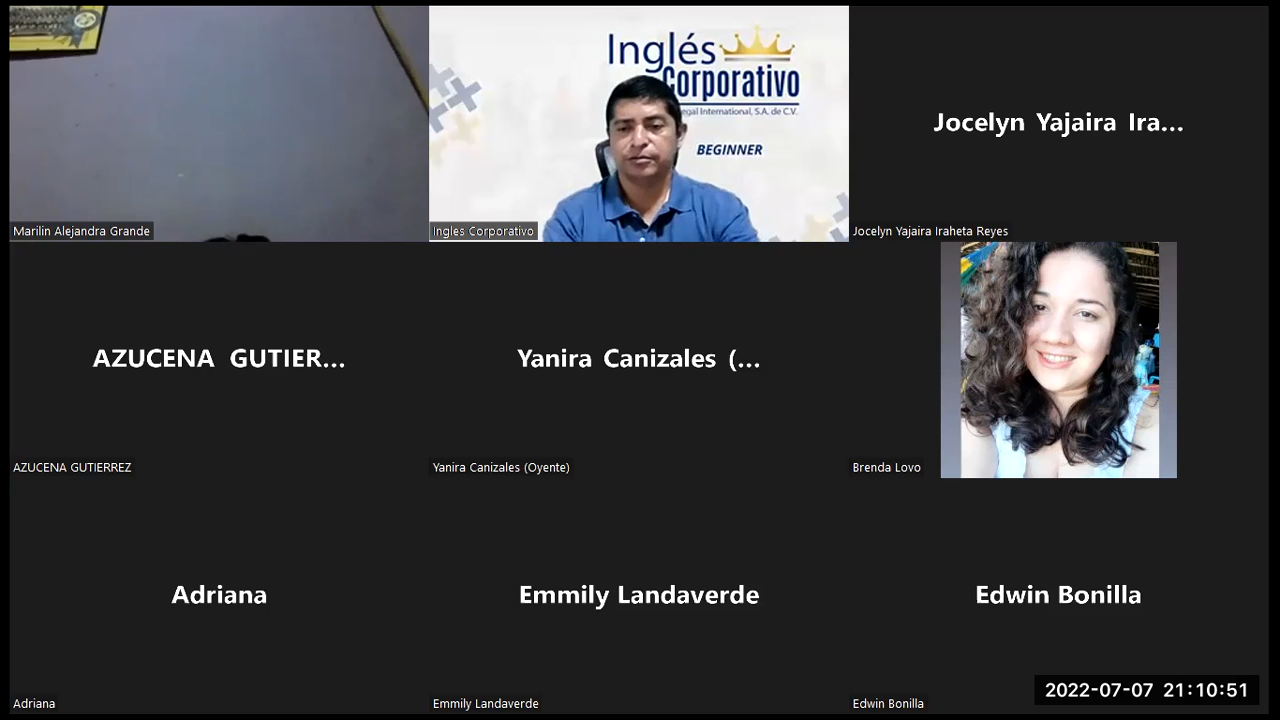 Inglés
Corporativo
egal International, S.A. de C.V.
BEGINNER
Jocelyn Yajaira Ira...
Marilin Alejandra Grande
Ingles Corporativo
Jocelyn Yajaira Iraheta Reyes
AZUCENA GUTIER...
Yanira Canizales (...
AZUCENA GUTIERREZ
Yanira Canizales (Oyente)
Brenda Lovo
Adriana
Emmily Landaverde
Edwin Bonilla
2022-07-07 21:10:51
Adriana
Emmily Landaverde
Edwin Bonilla